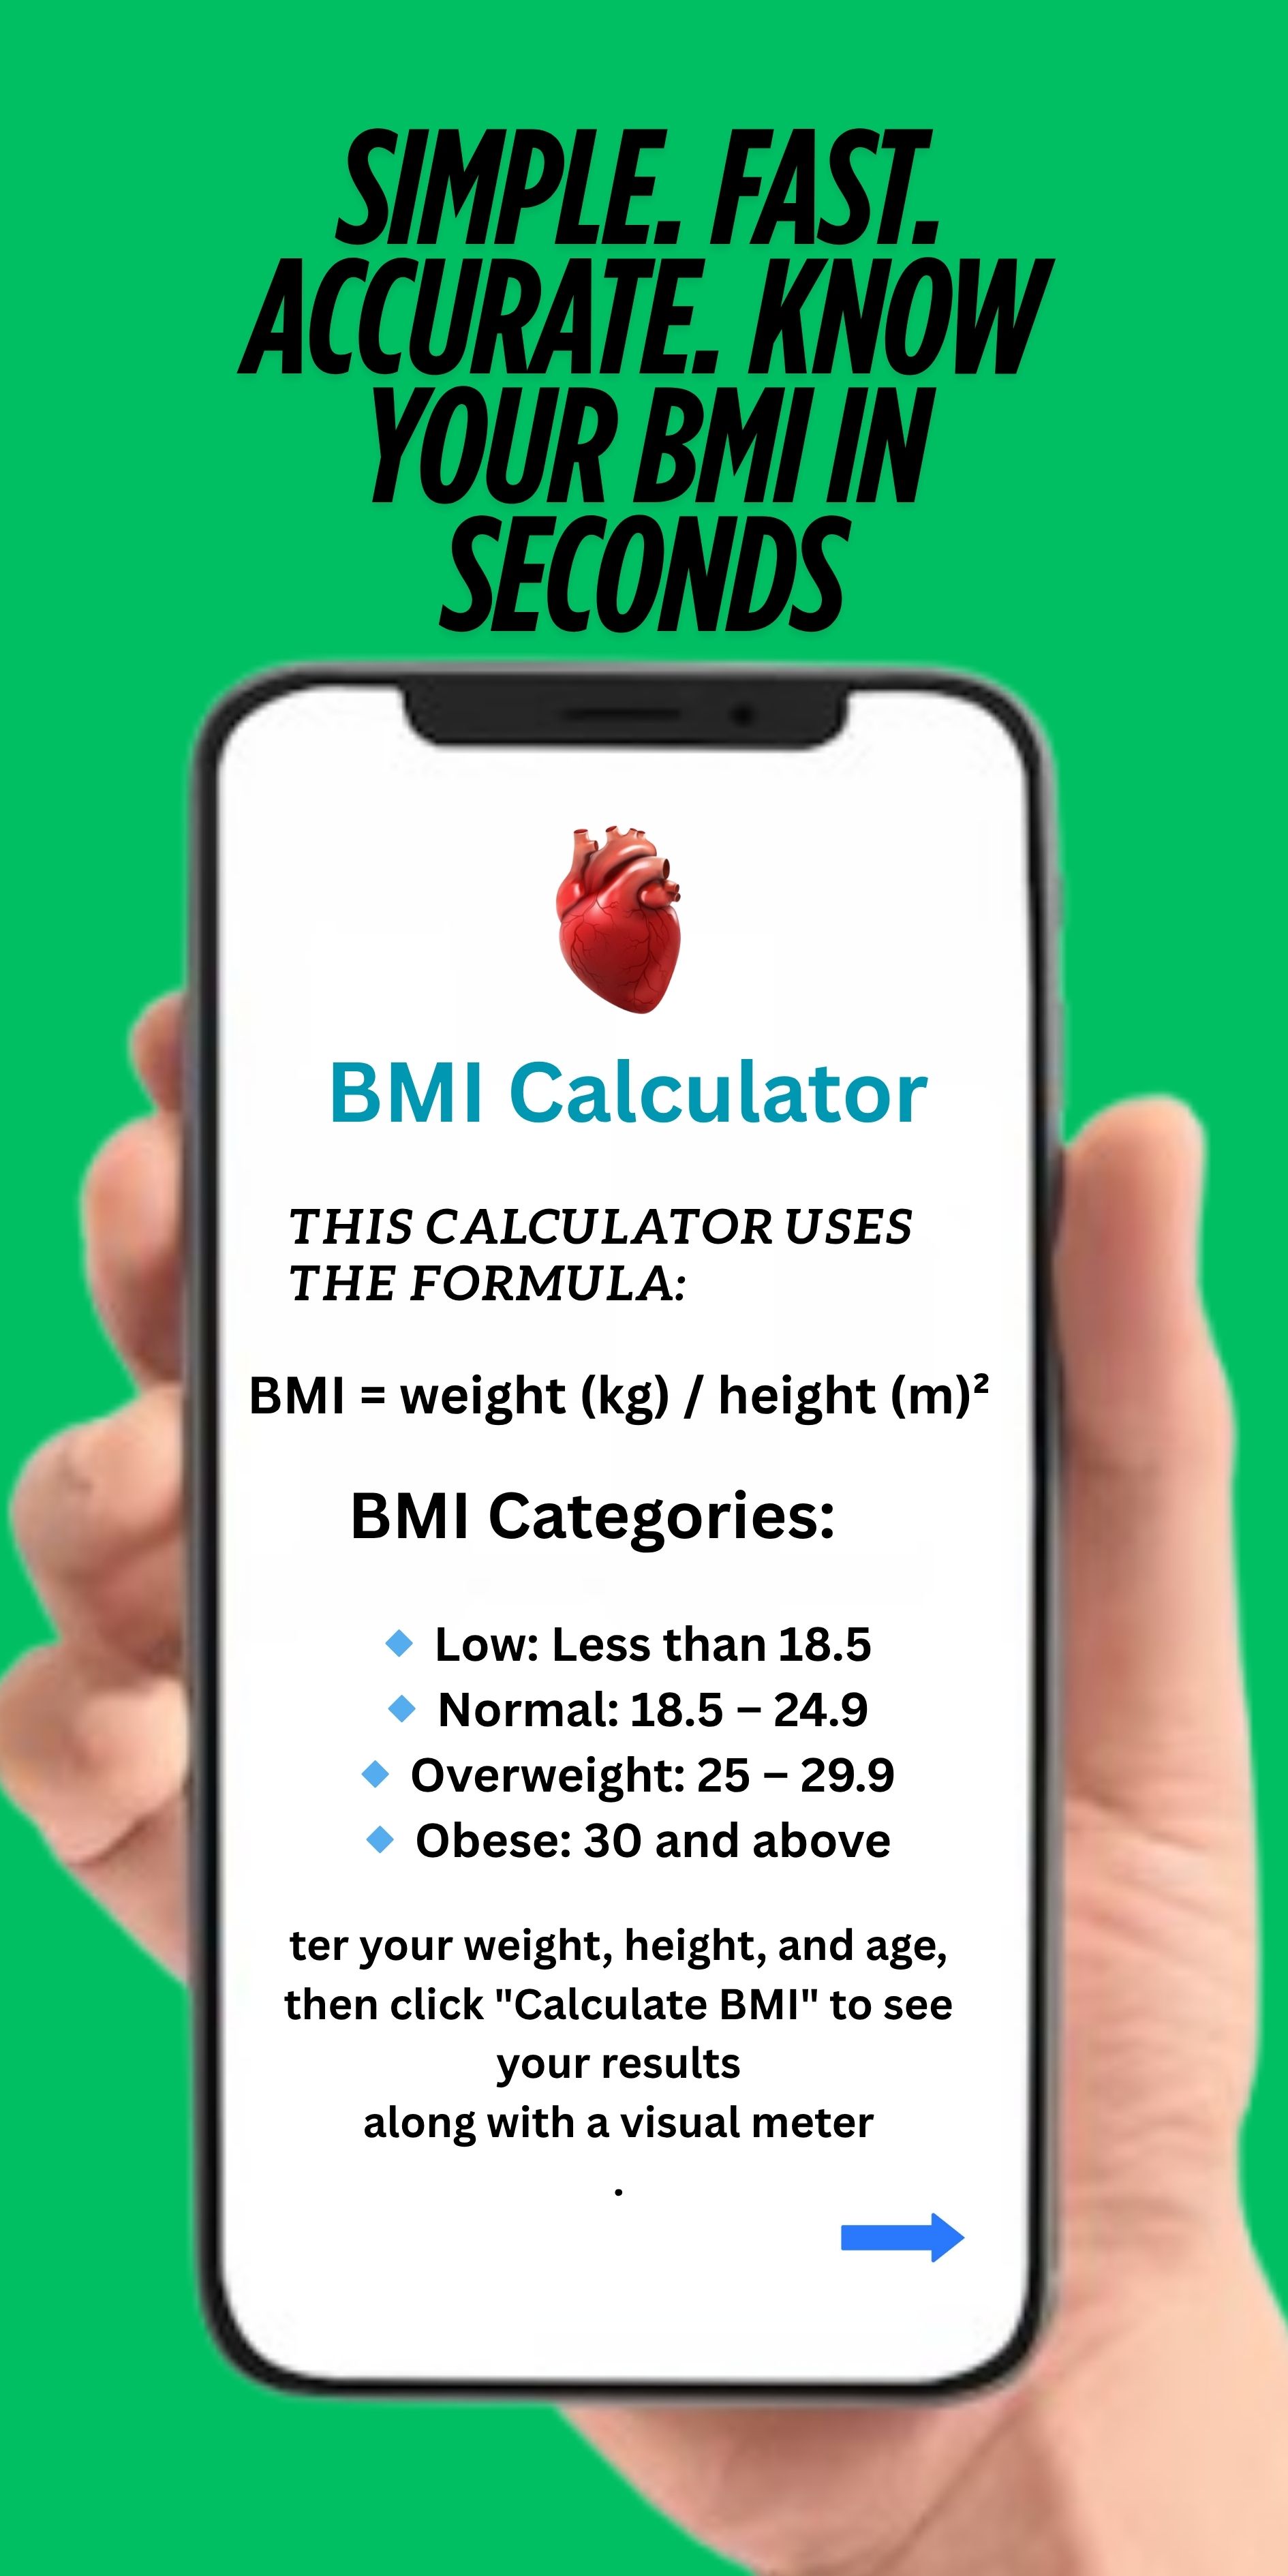 SIMPLE. FAST.
ACCURATE. KNOW
YOUR BMI IN
SECONDS
BMI Calculator
THIS CALCULATOR USES
THE FORMULA:
BMI = weight (kg) / height (m)²
BMI Categories:
🔹 Low: Less than 18.5
🔹 Normal: 18.5 – 24.9
🔹 Overweight: 25 – 29.9
🔹 Obese: 30 and above
ter your weight, height, and age,
then click "Calculate BMI" to see
your results
along with a visual meter
.